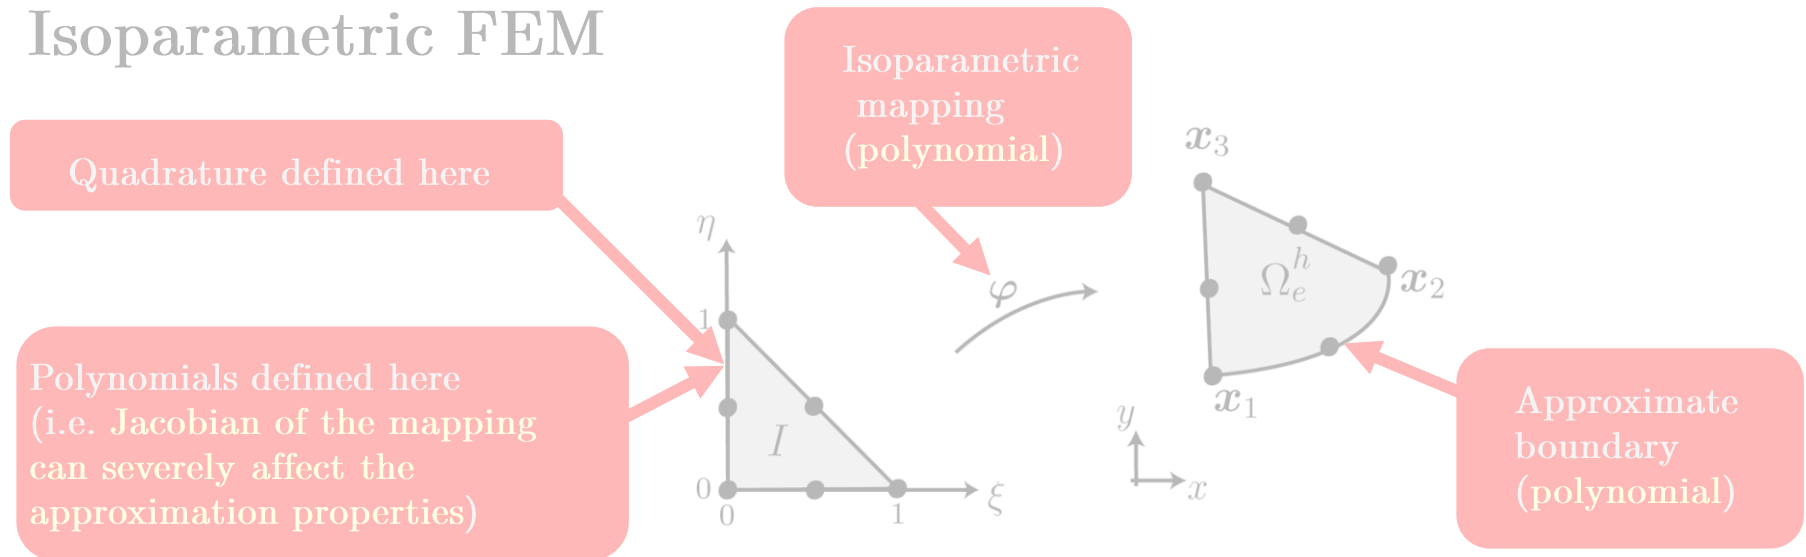 Isoparametric FEM
Isoparametric
mapping
(polynomial)
Quadrature defined here
Polynomials defined here
(i.e. Jacobian of the mapping
can severely affect the
approximation properties)
η
1
0
0
1
ξ
I
φ
x₃
Ωₑʰ
x₂
x₁
y
x
Approximate
boundary
(polynomial)